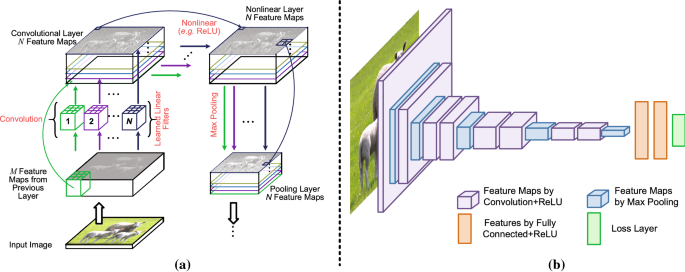 Convolutional Layer
N Feature Maps
Nonlinear
(e.g. ReLU)
Nonlinear Layer
N Feature Maps
Convolution
1
2
...
N
Learned Linear
Filters
Max Pooling
M Feature
Maps from
Previous
Layer
Pooling Layer
N Feature Maps
Input Image
(a)
Feature Maps by
Convolution+ReLU
Feature Maps
by Max Pooling
Features by Fully
Connected+ReLU
Loss Layer
(b)